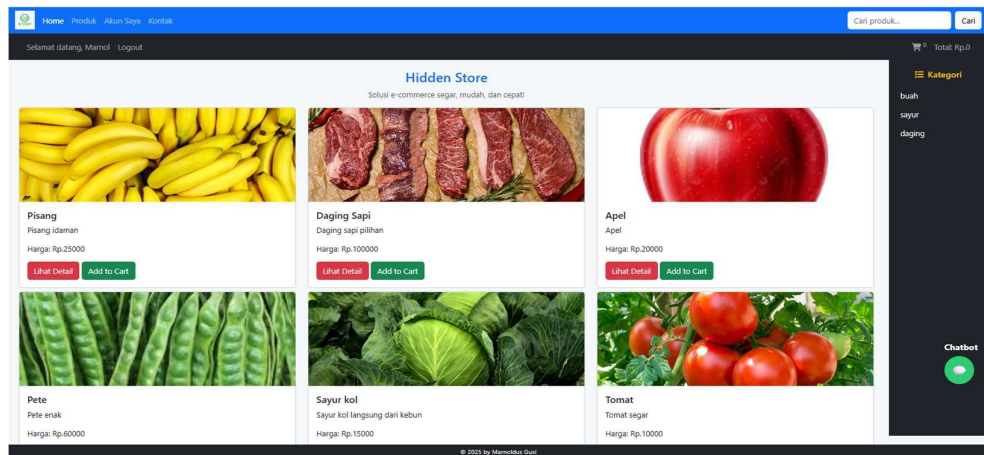 Home Produk Akun Saya Kontak
Cari produk...
Cari
Selamat datang, Marnol Logout
0 Total: Rp.0
Hidden Store
Solusi e-commerce segar, mudah, dan cepat!
Kategori
buah
sayur
daging
Pisang
Pisang idaman
Harga: Rp.25000
Lihat Detail Add to Cart
Daging Sapi
Daging sapi pilihan
Harga: Rp.100000
Lihat Detail Add to Cart
Apel
Apel
Harga: Rp.20000
Lihat Detail Add to Cart
Pete
Pete enak
Harga: Rp.60000
Sayur kol
Sayur kol langsung dari kebun
Harga: Rp.15000
Tomat
Tomat segar
Harga: Rp.10000
Chatbot
© 2025 by Marnoldus Gusi